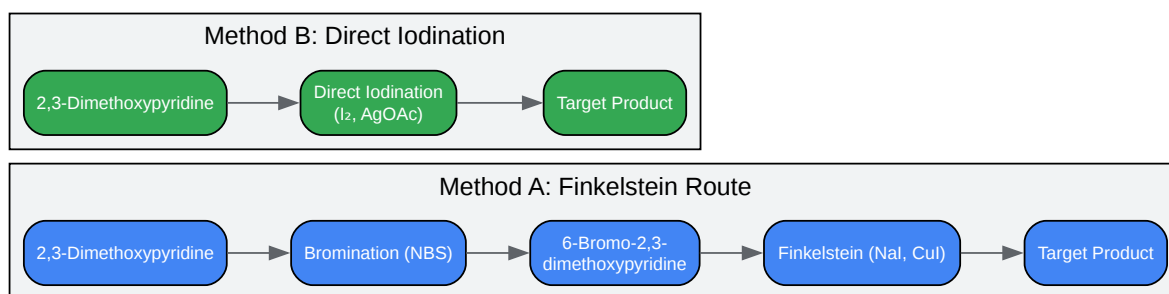 Method B: Direct Iodination
2,3-Dimethoxypyridine
Direct Iodination
(I₂, AgOAc)
Target Product
Method A: Finkelstein Route
2,3-Dimethoxypyridine
Bromination (NBS)
6-Bromo-2,3-
dimethoxypyridine
Finkelstein (NaI, CuI)
Target Product